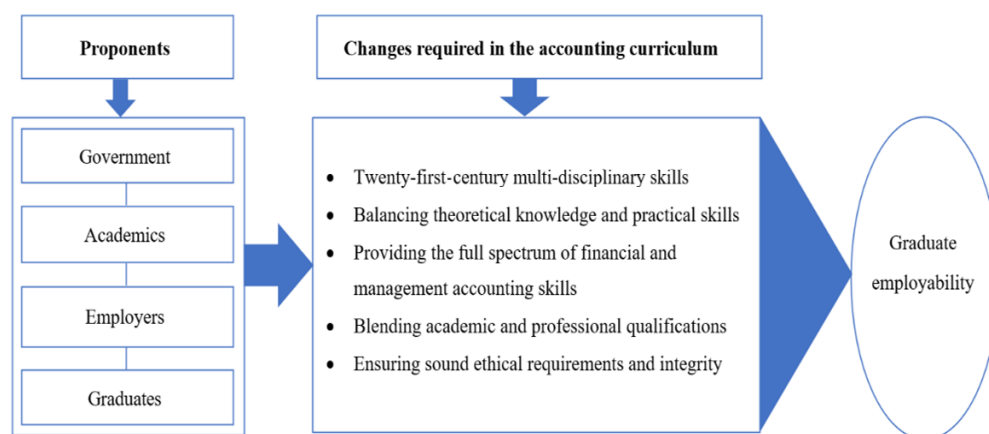 Proponents
Changes required in the accounting curriculum
Government
Academics
Employers
Graduates
• Twenty-first-century multi-disciplinary skills
• Balancing theoretical knowledge and practical skills
• Providing the full spectrum of financial and
management accounting skills
• Blending academic and professional qualifications
• Ensuring sound ethical requirements and integrity
Graduate
employability